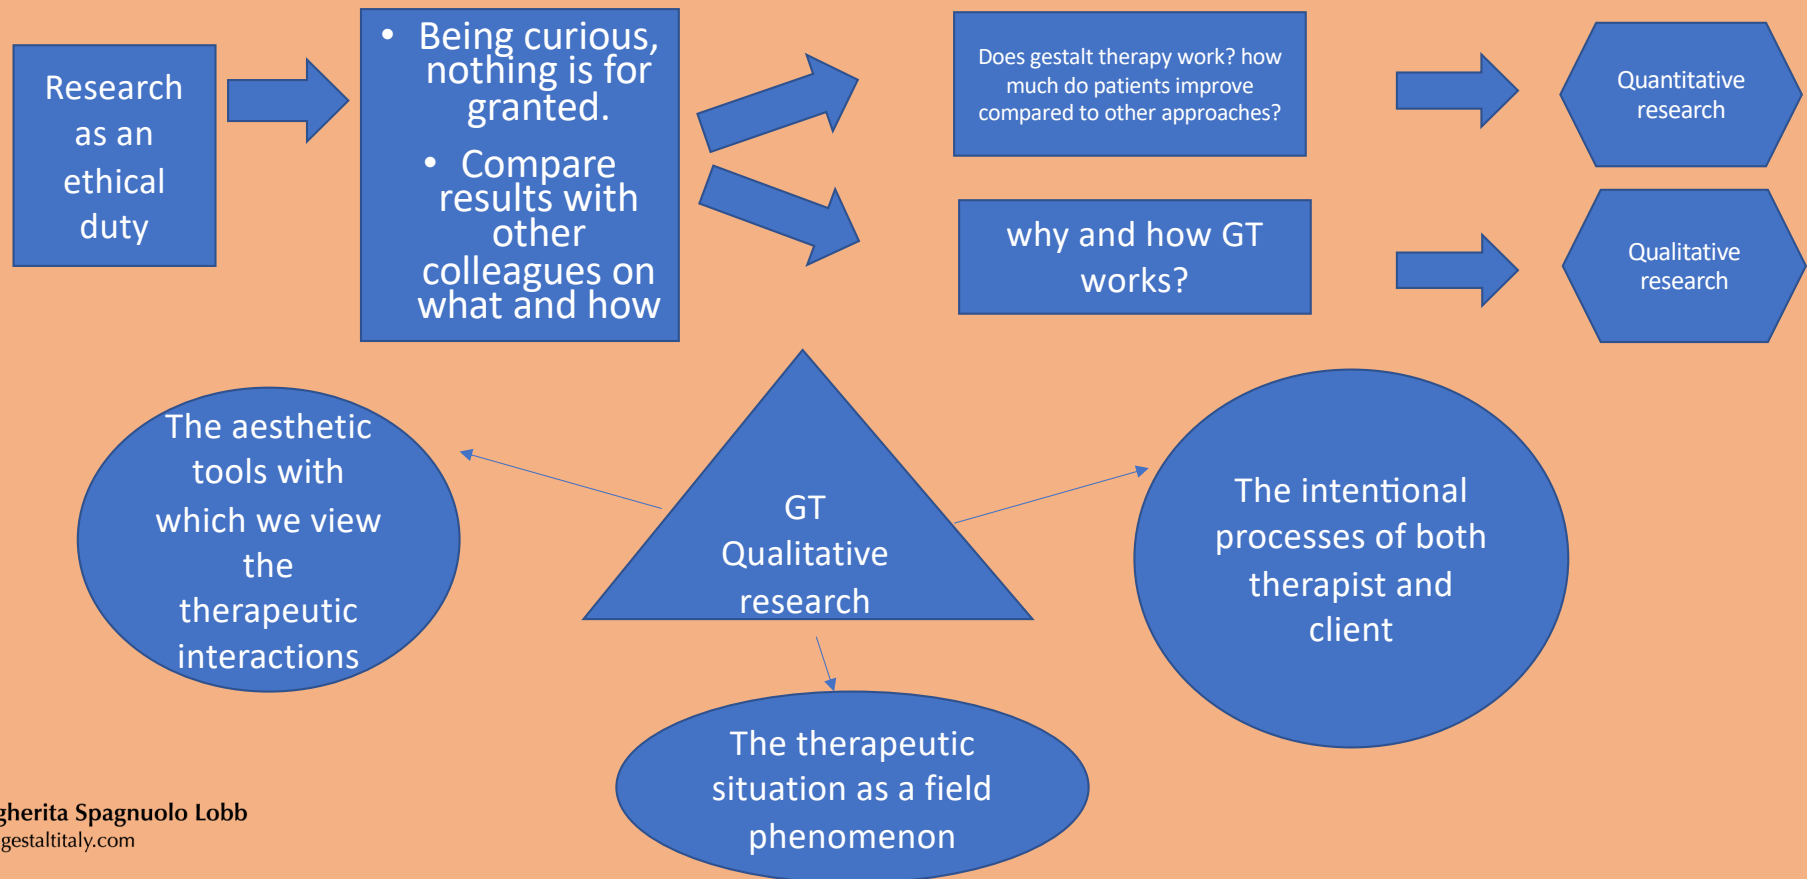 Research
as an
ethical
duty
• Being curious,
nothing is for
granted.
• Compare
results with
other
colleagues on
what and how
Does gestalt therapy work? how
much do patients improve
compared to other approaches?
Quantitative
research
why and how GT
works?
Qualitative
research
The aesthetic
tools with
which we view
the
therapeutic
interactions
GT
Qualitative
research
The intentional
processes of both
therapist and
client
The therapeutic
situation as a field
phenomenon
gherita Spagnuolo Lobb
gestaltitaly.com